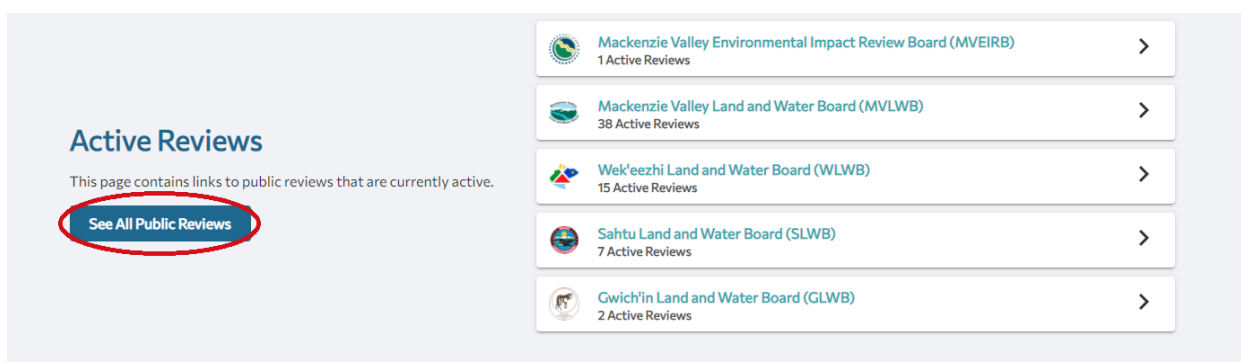 Active Reviews
This page contains links to public reviews that are currently active.
See All Public Reviews
Mackenzie Valley Environmental Impact Review Board (MVEIRB)
1 Active Reviews
Mackenzie Valley Land and Water Board (MVLWB)
38 Active Reviews
Wek'eezhi Land and Water Board (WLWB)
15 Active Reviews
Sahtu Land and Water Board (SLWB)
7 Active Reviews
Gwich'in Land and Water Board (GLWB)
2 Active Reviews